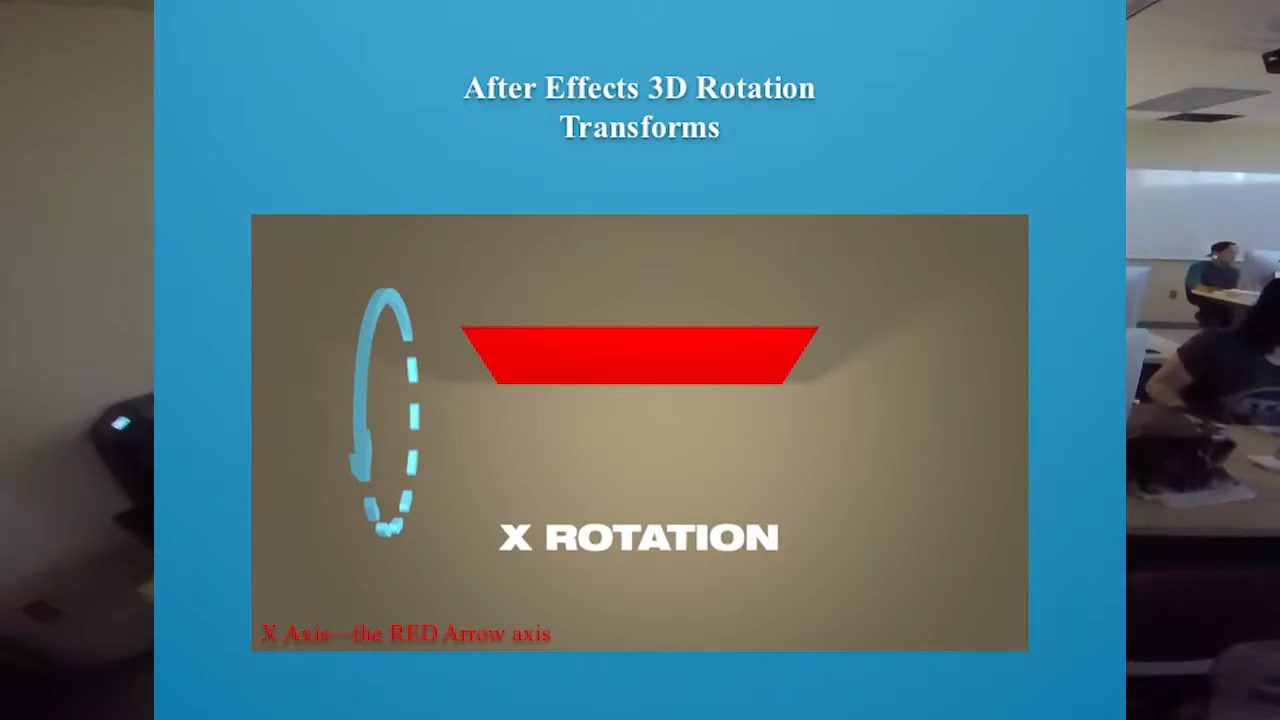 After Effects 3D Rotation
Transforms
X ROTATION
X Axis—the RED Arrow axis